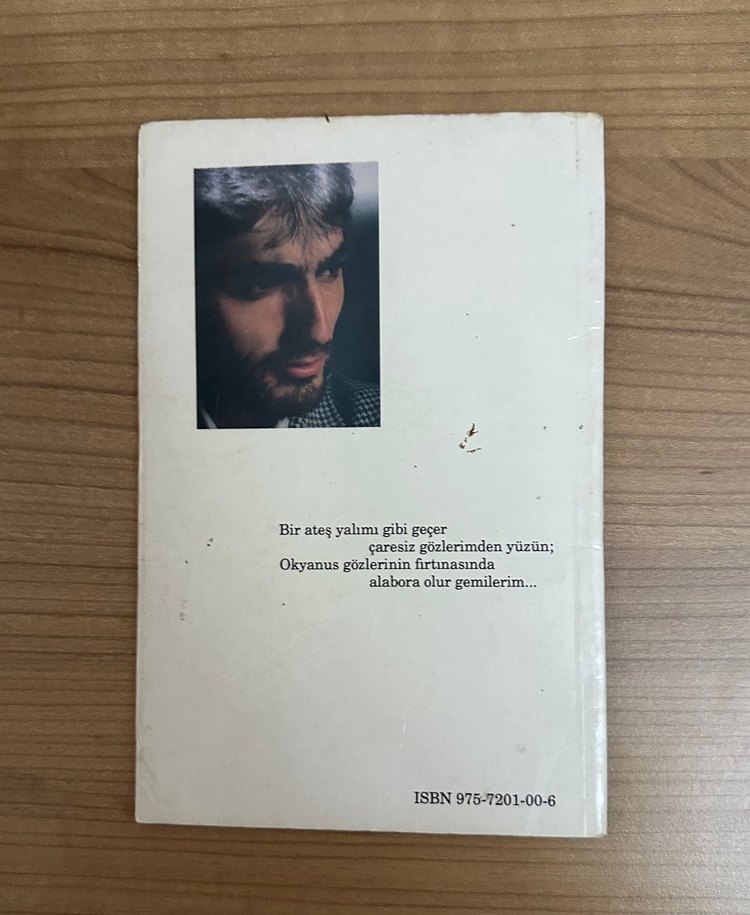 Bir ateş yalımı gibi geçer
çaresiz gözlerimden yüzün;
Okyanus gözlerinin fırtınasında
alabora olur gemilerim...
ISBN 975-7201-00-6